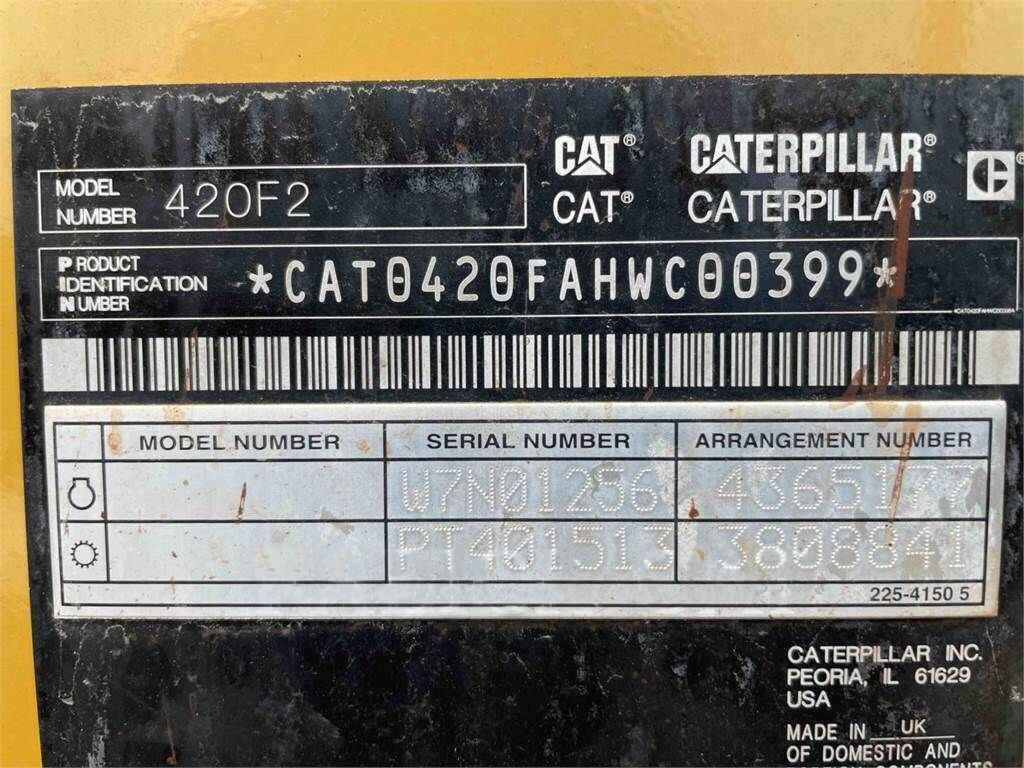 CAT® CATERPILLAR®
CAT® CATERPILLAR®
MODEL NUMBER 420F2
PRODUCT IDENTIFICATION NUMBER *CAT0420FAHWC00399*
MODEL NUMBER SERIAL NUMBER ARRANGEMENT NUMBER
W7N01256 4365177
PT401513 3808841
225-4150 5
CATERPILLAR INC.
PEORIA, IL 61629
USA
MADE IN UK
OF DOMESTIC AND